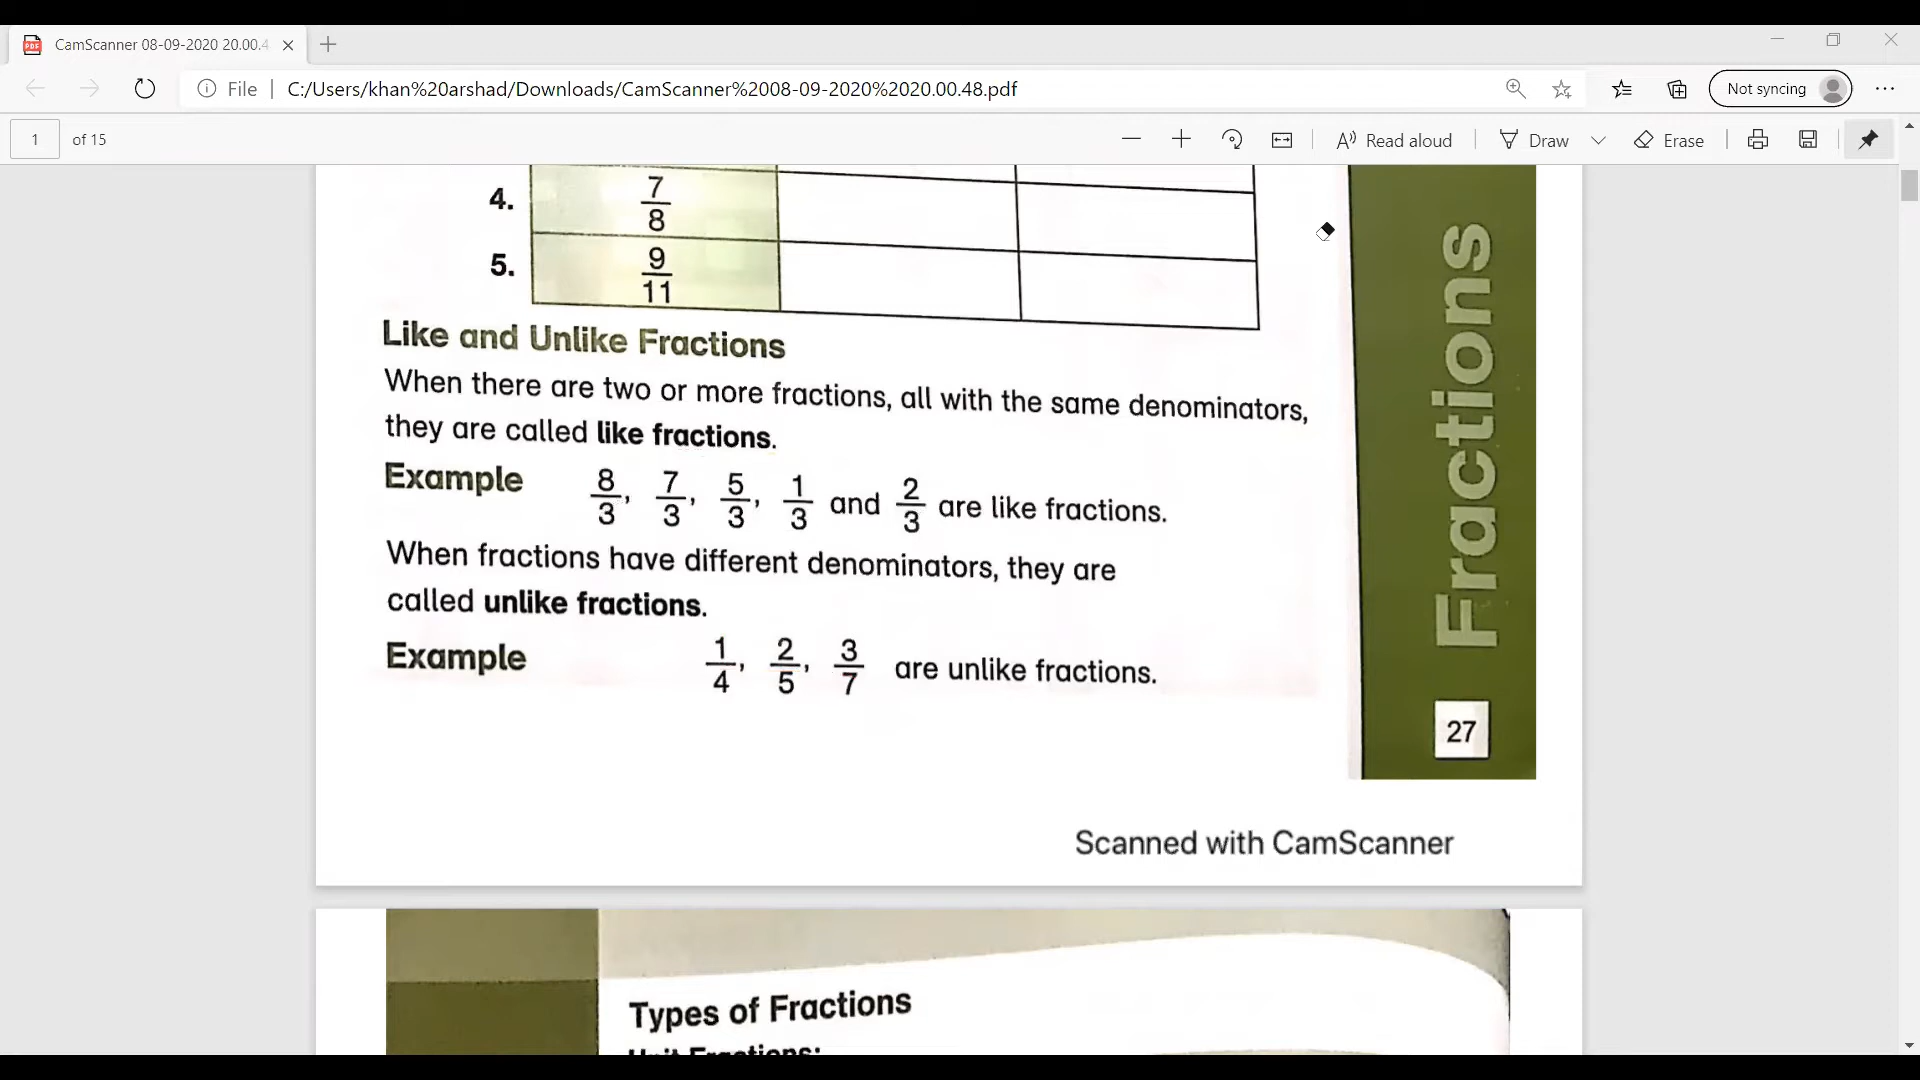 CamScanner 08-09-2020 20.00.4
File
C:/Users/khan%20arshad/Downloads/CamScanner%2008-09-2020%2020.00.48.pdf
Not syncing
1 of 15
Read aloud
Draw
Erase
4. 7/8
5. 9/11
Like and Unlike Fractions
When there are two or more fractions, all with the same denominators,
they are called like fractions.
Example 8/3, 7/3, 5/3, 1/3 and 2/3 are like fractions.
When fractions have different denominators, they are
called unlike fractions.
Example 1/4, 2/5, 3/7 are unlike fractions.
Fractions
27
Scanned with CamScanner
Types of Fractions
Unit Fractions: